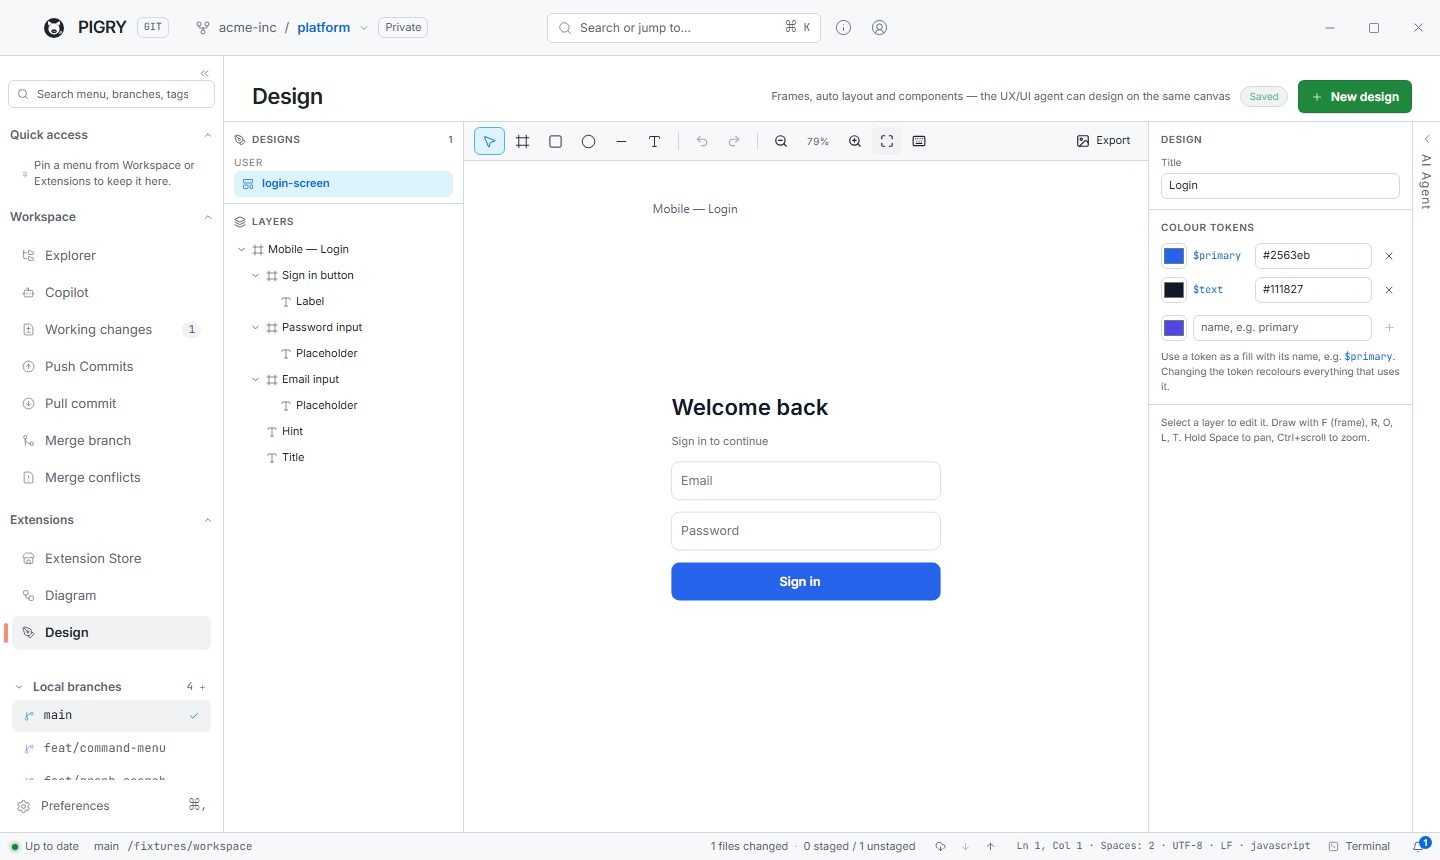 PIGRY GIT acme-inc / platform Private Search or jump to... ⌘ K
Search menu, branches, tags
Quick access
Pin a menu from Workspace or
Extensions to keep it here.
Workspace
Explorer
Copilot
Working changes 1
Push Commits
Pull commit
Merge branch
Merge conflicts
Extensions
Extension Store
Diagram
Design
Local branches 4 +
main
feat/command-menu
feat/graph-search
Preferences ⌘,
Design
Frames, auto layout and components — the UX/UI agent can design on the same canvas Saved + New design
DESIGNS 1
USER
login-screen
LAYERS
Mobile — Login
Sign in button
Label
Password input
Placeholder
Email input
Placeholder
Hint
Title
79% Export
Mobile — Login
Welcome back
Sign in to continue
Email
Password
Sign in
DESIGN
Title
Login
COLOUR TOKENS
$primary #2563eb
$text #111827
name, e.g. primary
Use a token as a fill with its name, e.g. $primary.
Changing the token recolours everything that uses
it.
Select a layer to edit it. Draw with F (frame), R, O,
L, T. Hold Space to pan, Ctrl+scroll to zoom.
AI Agent
Up to date main /fixtures/workspace 1 files changed · 0 staged / 1 unstaged Ln 1, Col 1 · Spaces: 2 · UTF-8 · LF · javascript Terminal 1